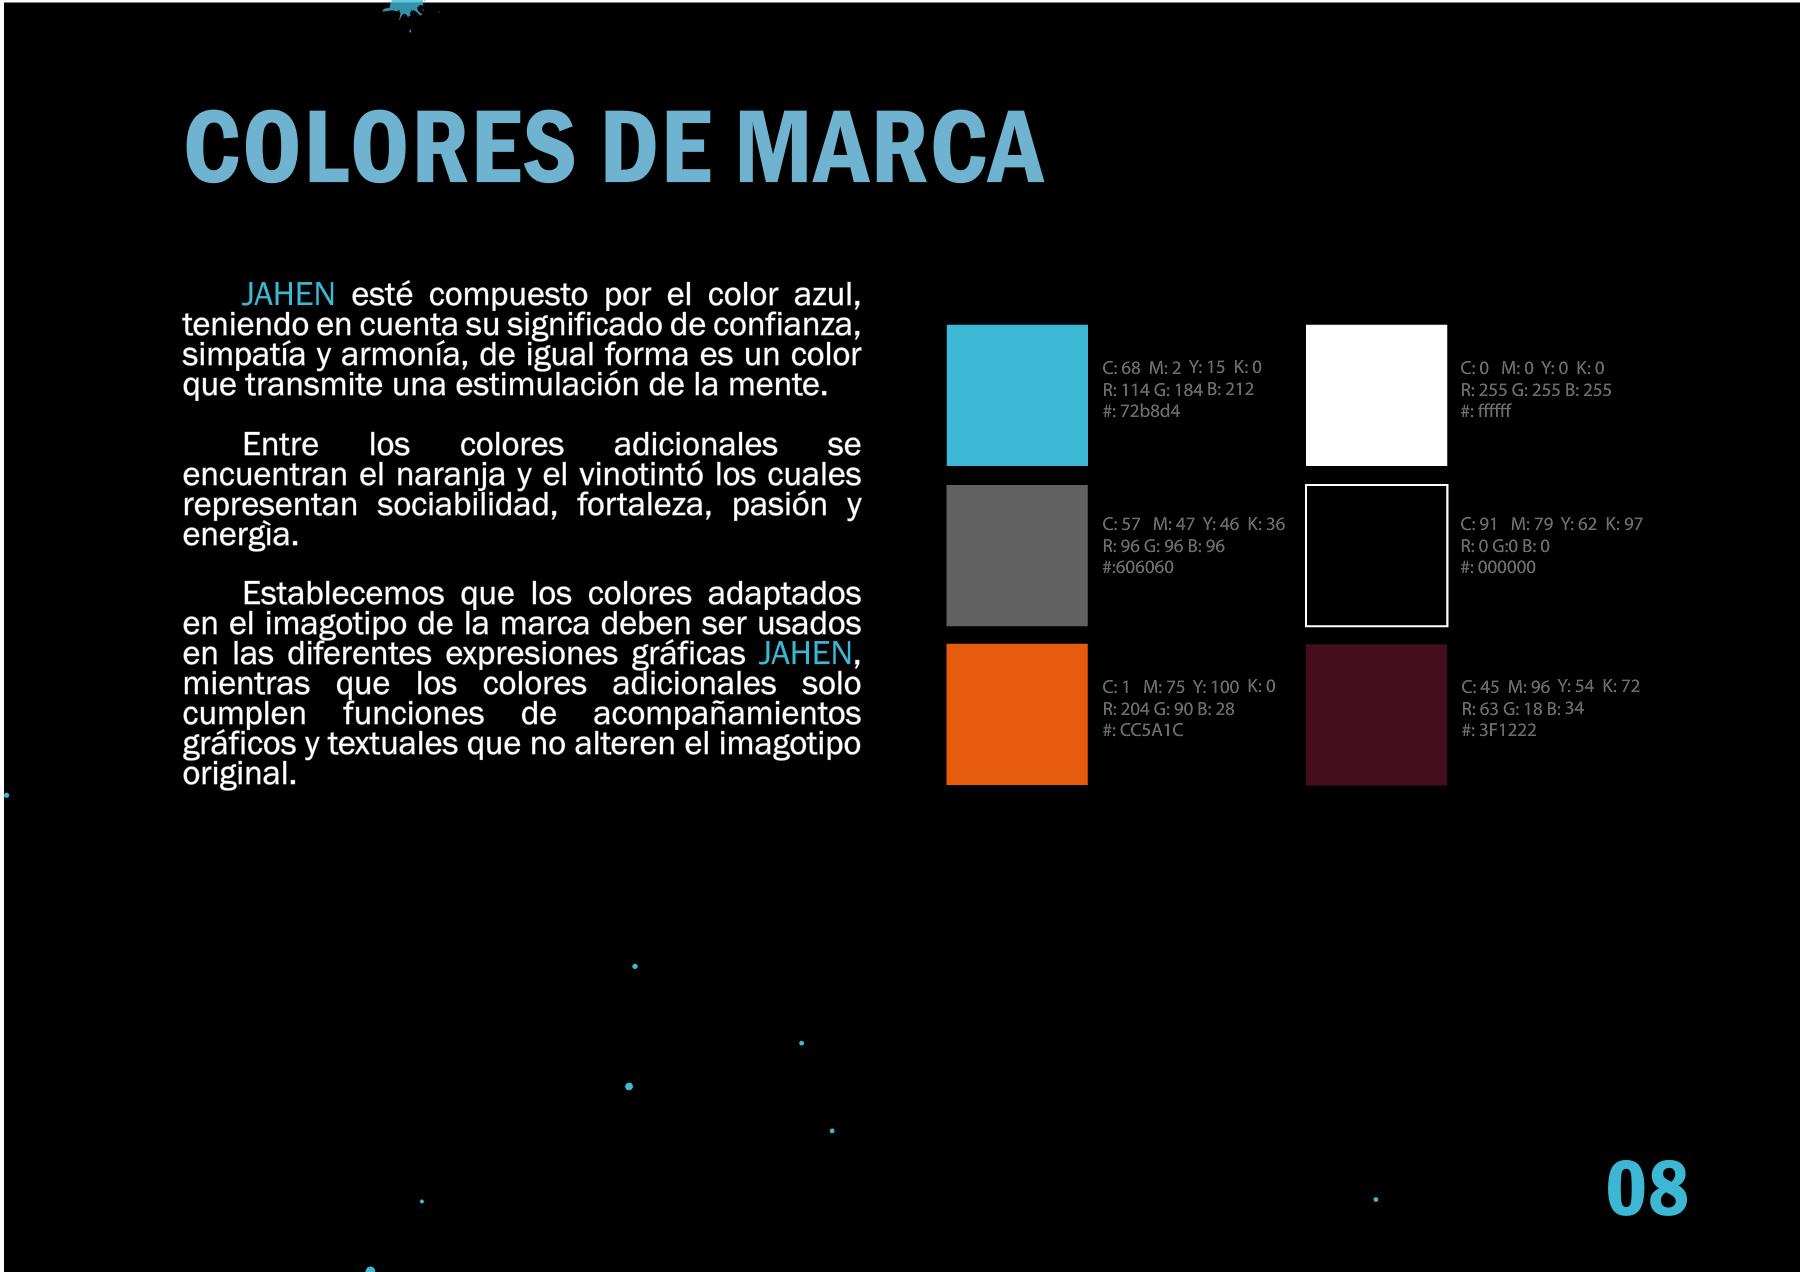 COLORES DE MARCA
JAHEN esté compuesto por el color azul,
teniendo en cuenta su significado de confianza,
simpatía y armonía, de igual forma es un color
que transmite una estimulación de la mente.
Entre los colores adicionales se
encuentran el naranja y el vinotintó los cuales
representan sociabilidad, fortaleza, pasión y
energìa.
Establecemos que los colores adaptados
en el imagotipo de la marca deben ser usados
en las diferentes expresiones gráficas JAHEN,
mientras que los colores adicionales solo
cumplen funciones de acompañamientos
gráficos y textuales que no alteren el imagotipo
original.
C: 68 M: 2 Y: 15 K: 0
R: 114 G: 184 B: 212
#: 72b8d4
C: 0 M: 0 Y: 0 K: 0
R: 255 G: 255 B: 255
#: ffffff
C: 57 M: 47 Y: 46 K: 36
R: 96 G: 96 B: 96
#:606060
C: 91 M: 79 Y: 62 K: 97
R: 0 G:0 B: 0
#: 000000
C: 1 M: 75 Y: 100 K: 0
R: 204 G: 90 B: 28
#: CC5A1C
C: 45 M: 96 Y: 54 K: 72
R: 63 G: 18 B: 34
#: 3F1222
08